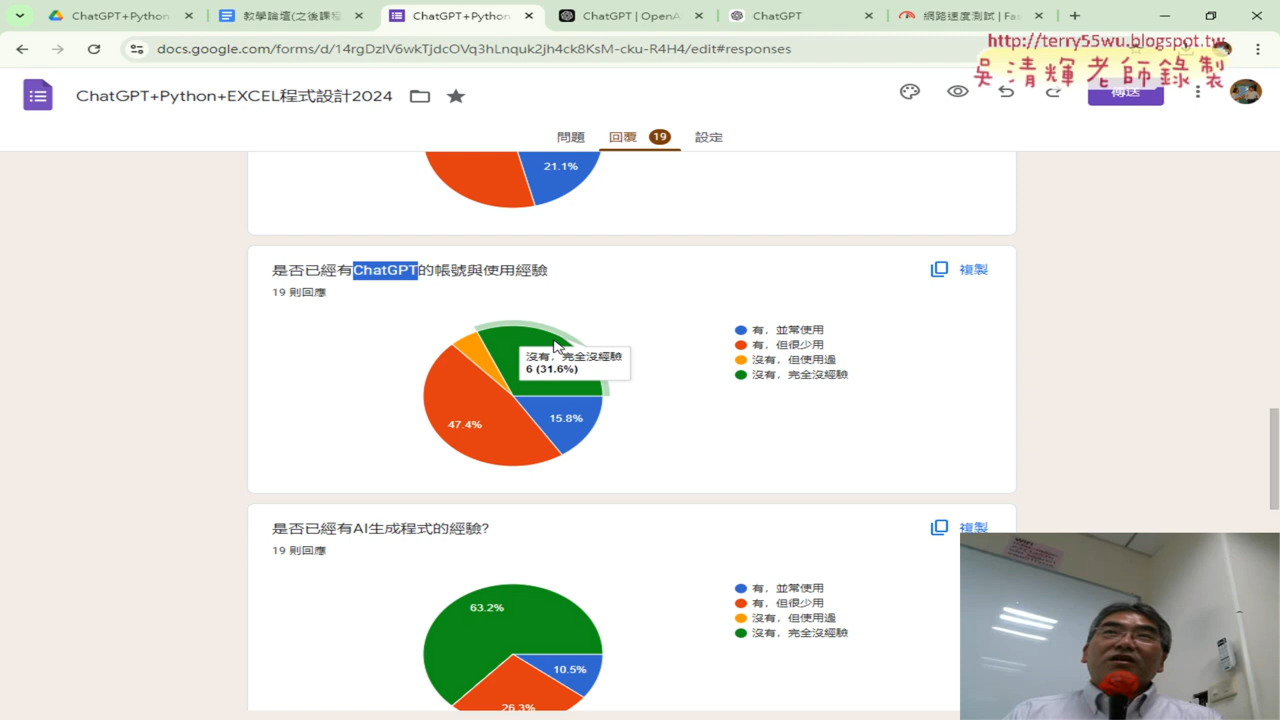 ChatGPT+Python
教學論壇(之後課程
ChatGPT+Python
ChatGPT | OpenA
ChatGPT
網路速度測試 | Fas
docs.google.com/forms/d/14rgDzlV6wkTjdcOVq3hLnquk2jh4ck8KsM-cku-R4H4/edit#responses
http://terry55wu.blogspot.tw
吳清輝老師錄製
ChatGPT+Python+EXCEL程式設計2024
傳送
問題
回覆 19
設定
21.1%
是否已經有ChatGPT的帳號與使用經驗
複製
19 則回應
沒有，完全沒經驗
6 (31.6%)
47.4%
15.8%
有，並常使用
有，但很少用
沒有，但使用過
沒有，完全沒經驗
是否已經有AI生成程式的經驗?
複製
19 則回應
63.2%
10.5%
26.3%
有，並常使用
有，但很少用
沒有，但使用過
沒有，完全沒經驗